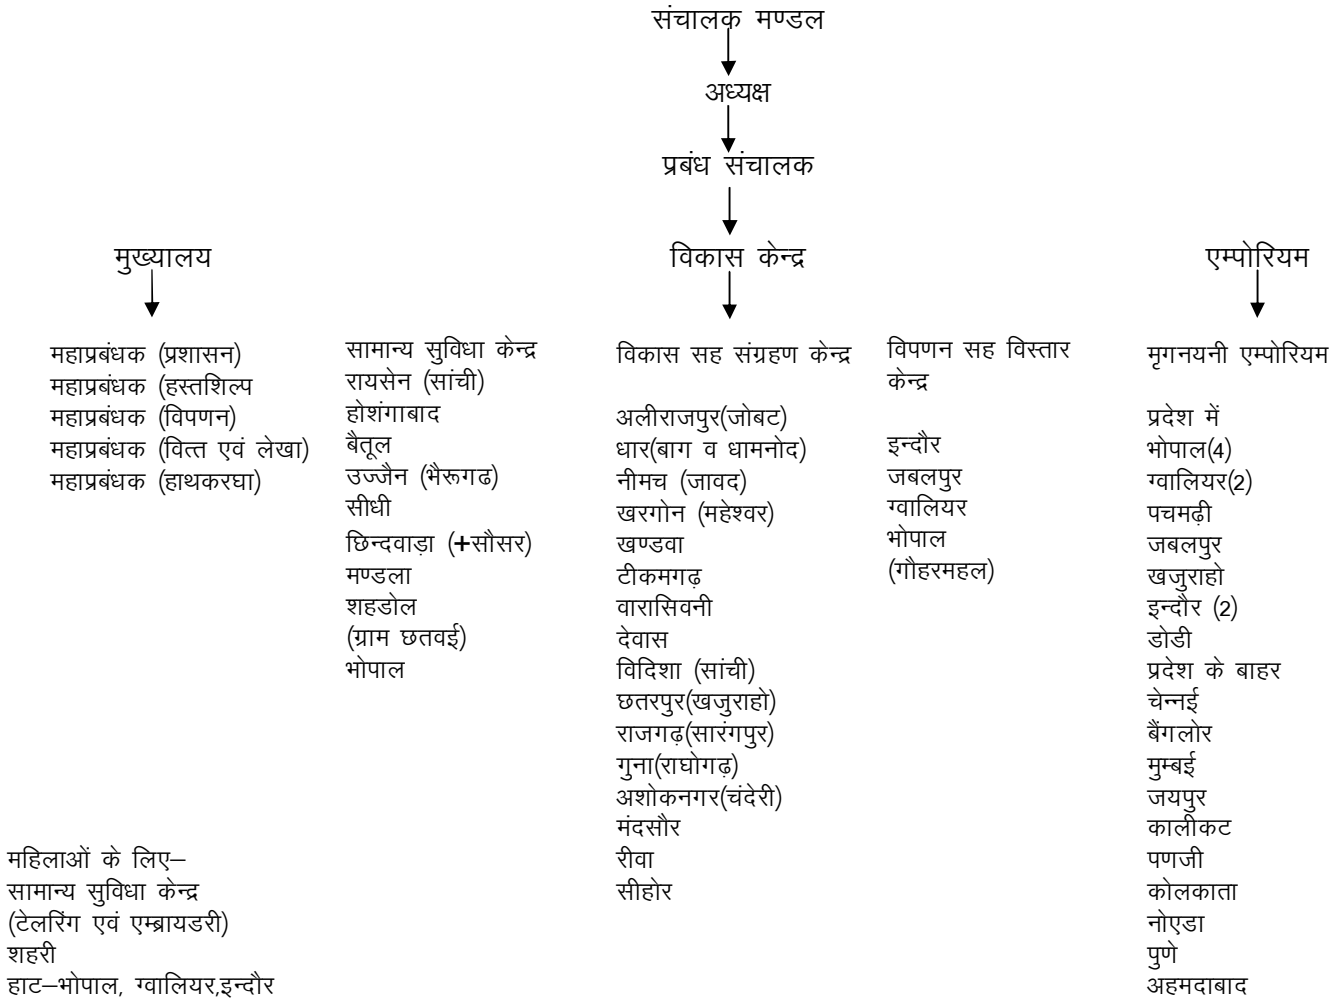 संचालक मण्डल
अध्यक्ष
प्रबंध संचालक
मुख्यालय
विकास केन्द्र
एम्पोरियम
महाप्रबंधक (प्रशासन)
महाप्रबंधक (हस्तशिल्प
महाप्रबंधक (विपणन)
महाप्रबंधक (वित्त एवं लेखा)
महाप्रबंधक (हाथकरघा)
सामान्य सुविधा केन्द्र
रायसेन (सांची)
होशंगाबाद
बैतूल
उज्जैन (भैरूगढ)
सीधी
छिन्दवाड़ा (+सौसर)
मण्डला
शहडोल
(ग्राम छतवई)
भोपाल
विकास सह संग्रहण केन्द्र
अलीराजपुर(जोबट)
धार(बाग व धामनोद)
नीमच (जावद)
खरगोन (महेश्वर)
खण्डवा
टीकमगढ़
वारासिवनी
देवास
विदिशा (सांची)
छतरपुर(खजुराहो)
राजगढ़(सारंगपुर)
गुना(राघोगढ़)
अशोकनगर(चंदेरी)
मंदसौर
रीवा
सीहोर
विपणन सह विस्तार
केन्द्र
इन्दौर
जबलपुर
ग्वालियर
भोपाल
(गौहरमहल)
मृगनयनी एम्पोरियम
प्रदेश में
भोपाल(4)
ग्वालियर(2)
पचमढ़ी
जबलपुर
खजुराहो
इन्दौर (2)
डोडी
प्रदेश के बाहर
चेन्नई
बैंगलोर
मुम्बई
जयपुर
कालीकट
पणजी
कोलकाता
नोएडा
पुणे
अहमदाबाद
महिलाओं के लिए–
सामान्य सुविधा केन्द्र
(टेलरिंग एवं एम्ब्रायडरी)
शहरी
हाट–भोपाल, ग्वालियर,इन्दौर